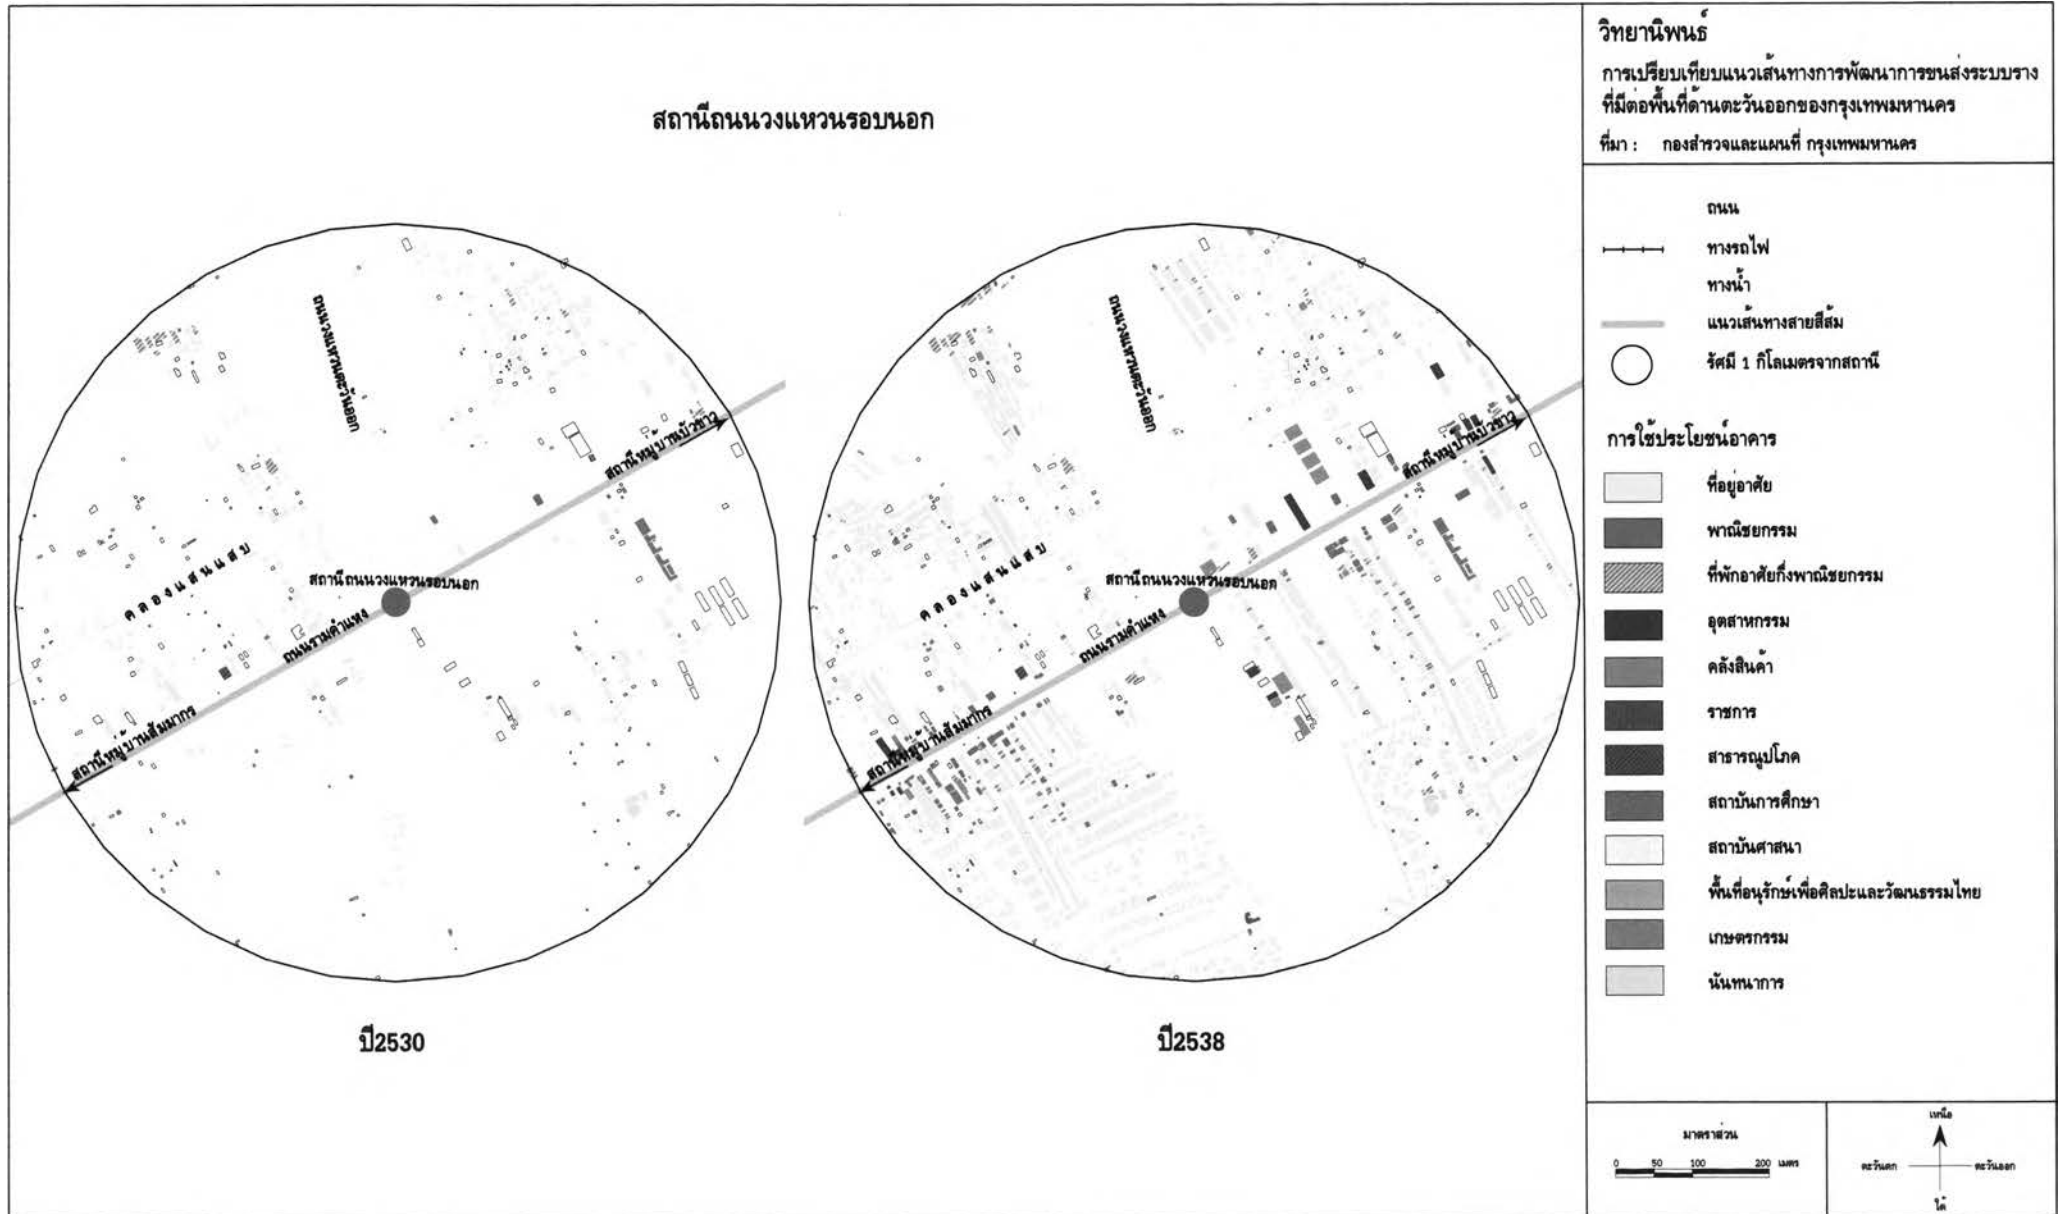 สถานีถนนวงแหวนรอบนอก
ถนนวงแหวนตะวันออก
สถานีหมู่บ้านบัวขาว
คลองแสนแสบ
สถานีถนนวงแหวนรอบนอก
ถนนรามคำแหง
สถานีหมู่บ้านสัมมากร
ปี2530
ถนนวงแหวนตะวันออก
สถานีหมู่บ้านบัวขาว
คลองแสนแสบ
สถานีถนนวงแหวนรอบนอก
ถนนรามคำแหง
สถานีหมู่บ้านสัมมากร
ปี2538
วิทยานิพนธ์
การเปรียบเทียบแนวเส้นทางการพัฒนาการขนส่งระบบราง
ที่มีต่อพื้นที่ด้านตะวันออกของกรุงเทพมหานคร
ที่มา : กองสำรวจและแผนที่ กรุงเทพมหานคร
ถนน
ทางรถไฟ
ทางน้ำ
แนวเส้นทางสายสีส้ม
รัศมี 1 กิโลเมตรจากสถานี
การใช้ประโยชน์อาคาร
ที่อยู่อาศัย
พาณิชยกรรม
ที่พักอาศัยกึ่งพาณิชยกรรม
อุตสาหกรรม
คลังสินค้า
ราชการ
สาธารณูปโภค
สถาบันการศึกษา
สถาบันศาสนา
พื้นที่อนุรักษ์เพื่อศิลปะและวัฒนธรรมไทย
เกษตรกรรม
นันทนาการ
มาตราส่วน
0 50 100 200 เมตร
เหนือ
ตะวันตก ตะวันออก
ใต้